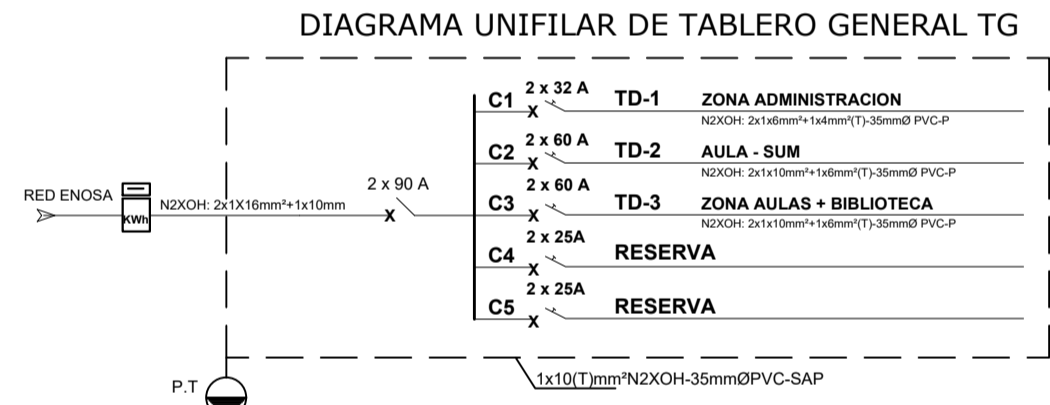 DIAGRAMA UNIFILAR DE TABLERO GENERAL TG
C1 2 x 32 A TD-1 ZONA ADMINISTRACION
X N2XOH: 2x1x6mm²+1x4mm²(T)-35mmØ PVC-P
C2 2 x 60 A TD-2 AULA - SUM
X N2XOH: 2x1x10mm²+1x6mm²(T)-35mmØ PVC-P
RED ENOSA KWh N2XOH: 2x1X16mm²+1x10mm 2 x 90 A X
C3 2 x 60 A TD-3 ZONA AULAS + BIBLIOTECA
X N2XOH: 2x1x10mm²+1x6mm²(T)-35mmØ PVC-P
C4 2 x 25A RESERVA
X
C5 2 x 25A RESERVA
X
P.T 1x10(T)mm²N2XOH-35mmØPVC-SAP